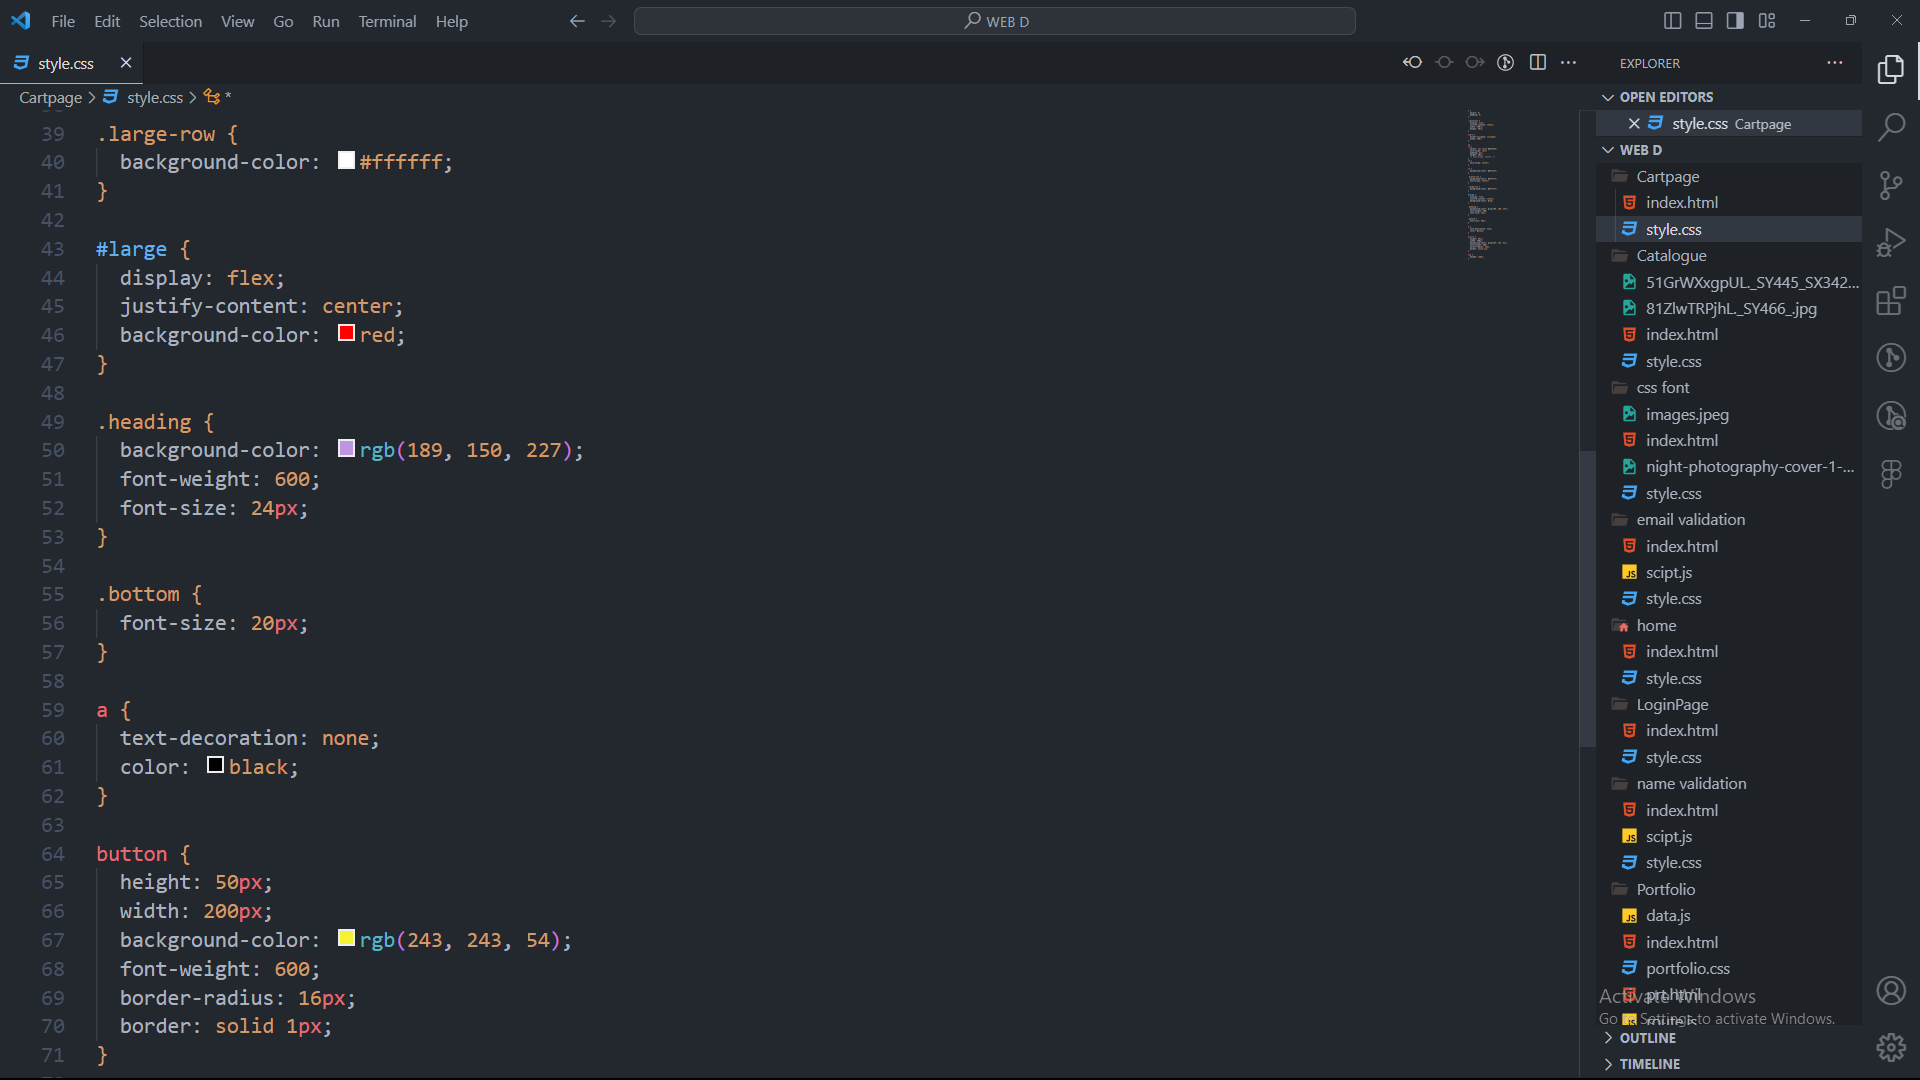 File Edit Selection View Go Run Terminal Help
WEB D
style.css
EXPLORER
Cartpage > style.css > *
OPEN EDITORS
style.css Cartpage
WEB D
39 .large-row {
40 background-color: #ffffff;
41 }
42
43 #large {
44 display: flex;
45 justify-content: center;
46 background-color: red;
47 }
48
49 .heading {
50 background-color: rgb(189, 150, 227);
51 font-weight: 600;
52 font-size: 24px;
53 }
54
55 .bottom {
56 font-size: 20px;
57 }
58
59 a {
60 text-decoration: none;
61 color: black;
62 }
63
64 button {
65 height: 50px;
66 width: 200px;
67 background-color: rgb(243, 243, 54);
68 font-weight: 600;
69 border-radius: 16px;
70 border: solid 1px;
71 }
Cartpage
index.html
style.css
Catalogue
51GrWXxgpUL._SY445_SX342...
81ZlwTRPjhL._SY466_.jpg
index.html
style.css
css font
images.jpeg
index.html
night-photography-cover-1-...
style.css
email validation
index.html
scipt.js
style.css
home
index.html
style.css
LoginPage
index.html
style.css
name validation
index.html
scipt.js
style.css
Portfolio
data.js
index.html
portfolio.css
prt.html
Activate Windows
Go to Settings to activate Windows.
OUTLINE
TIMELINE